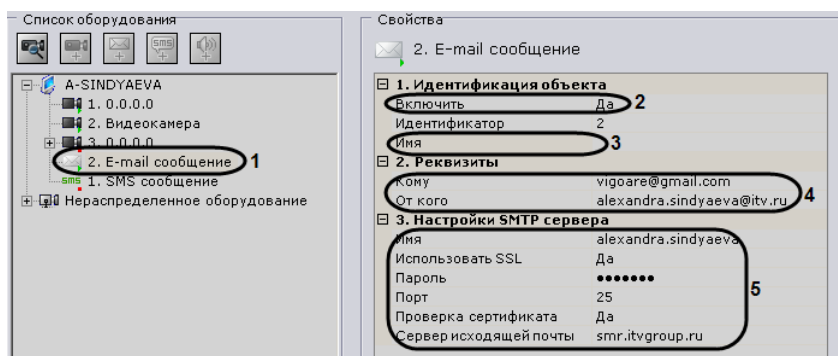 Список оборудования
sms
A-SINDYAEVA
1. 0.0.0.0
2. Видеокамера
3. 0.0.0.0
2. E-mail сообщение 1
sms 1. SMS сообщение
Нераспределенное оборудование
Свойства
2. E-mail сообщение
1. Идентификация объекта
Включить Да 2
Идентификатор 2
Имя 3
2. Реквизиты
Кому vigoare@gmail.com
От кого alexandra.sindyaeva@itv.ru 4
3. Настройки SMTP сервера
Имя alexandra.sindyaeva
Использовать SSL Да
Пароль ●●●●●●●
Порт 25 5
Проверка сертификата Да
Сервер исходящей почты smr.itvgroup.ru